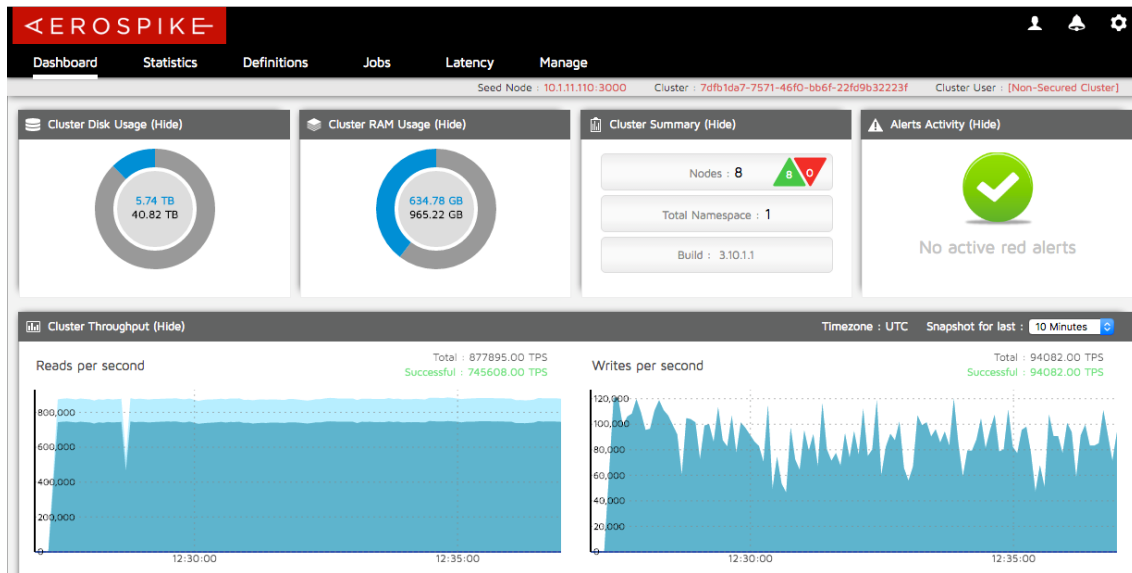 AEROSPIKE
Dashboard Statistics Definitions Jobs Latency Manage
Seed Node : 10.1.11.110:3000 Cluster : 7dfb1da7-7571-46f0-bb6f-22fd9b32223f Cluster User : [Non-Secured Cluster]
Cluster Disk Usage (Hide)
5.74 TB
40.82 TB
Cluster RAM Usage (Hide)
634.78 GB
965.22 GB
Cluster Summary (Hide)
Nodes : 8 8 0
Total Namespace : 1
Build : 3.10.1.1
Alerts Activity (Hide)
No active red alerts
Cluster Throughput (Hide) Timezone : UTC Snapshot for last : 10 Minutes
Reads per second
Total : 877895.00 TPS
Successful : 745608.00 TPS
800,000
600,000
400,000
200,000
0
12:30:00 12:35:00
Writes per second
Total : 94082.00 TPS
Successful : 94082.00 TPS
120,000
100,000
80,000
60,000
40,000
20,000
0
12:30:00 12:35:00